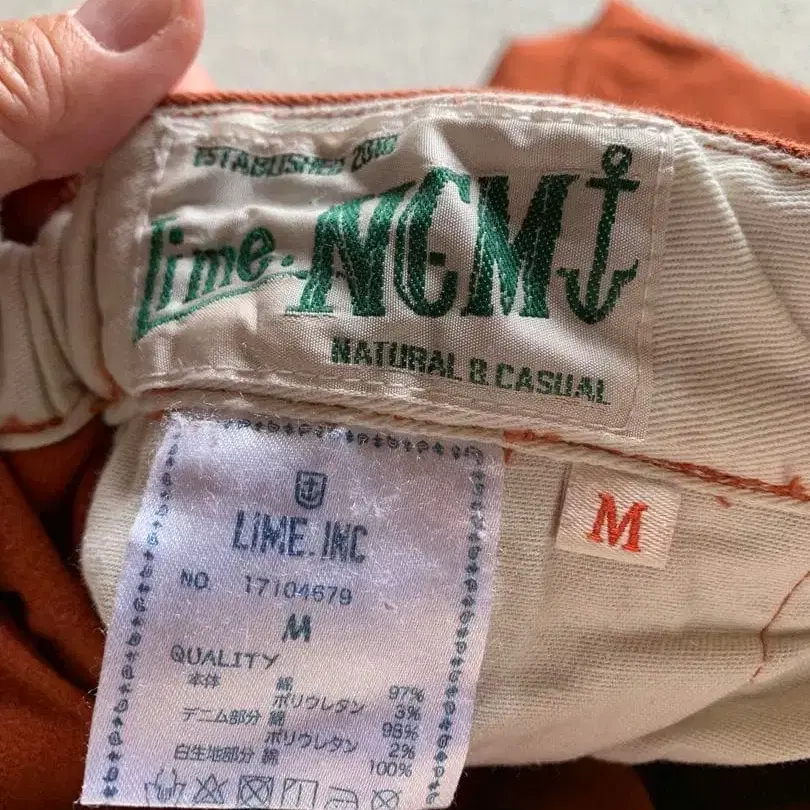 ESTABLISHED 2010
Lime. NCM
NATURAL & CASUAL
M
LiME.INC
NO. 17104679
M
QUALITY
本体 綿 97%
ポリウレタン 3%
デニム部分 綿 98%
ポリウレタン 2%
白生地部分 綿 100%